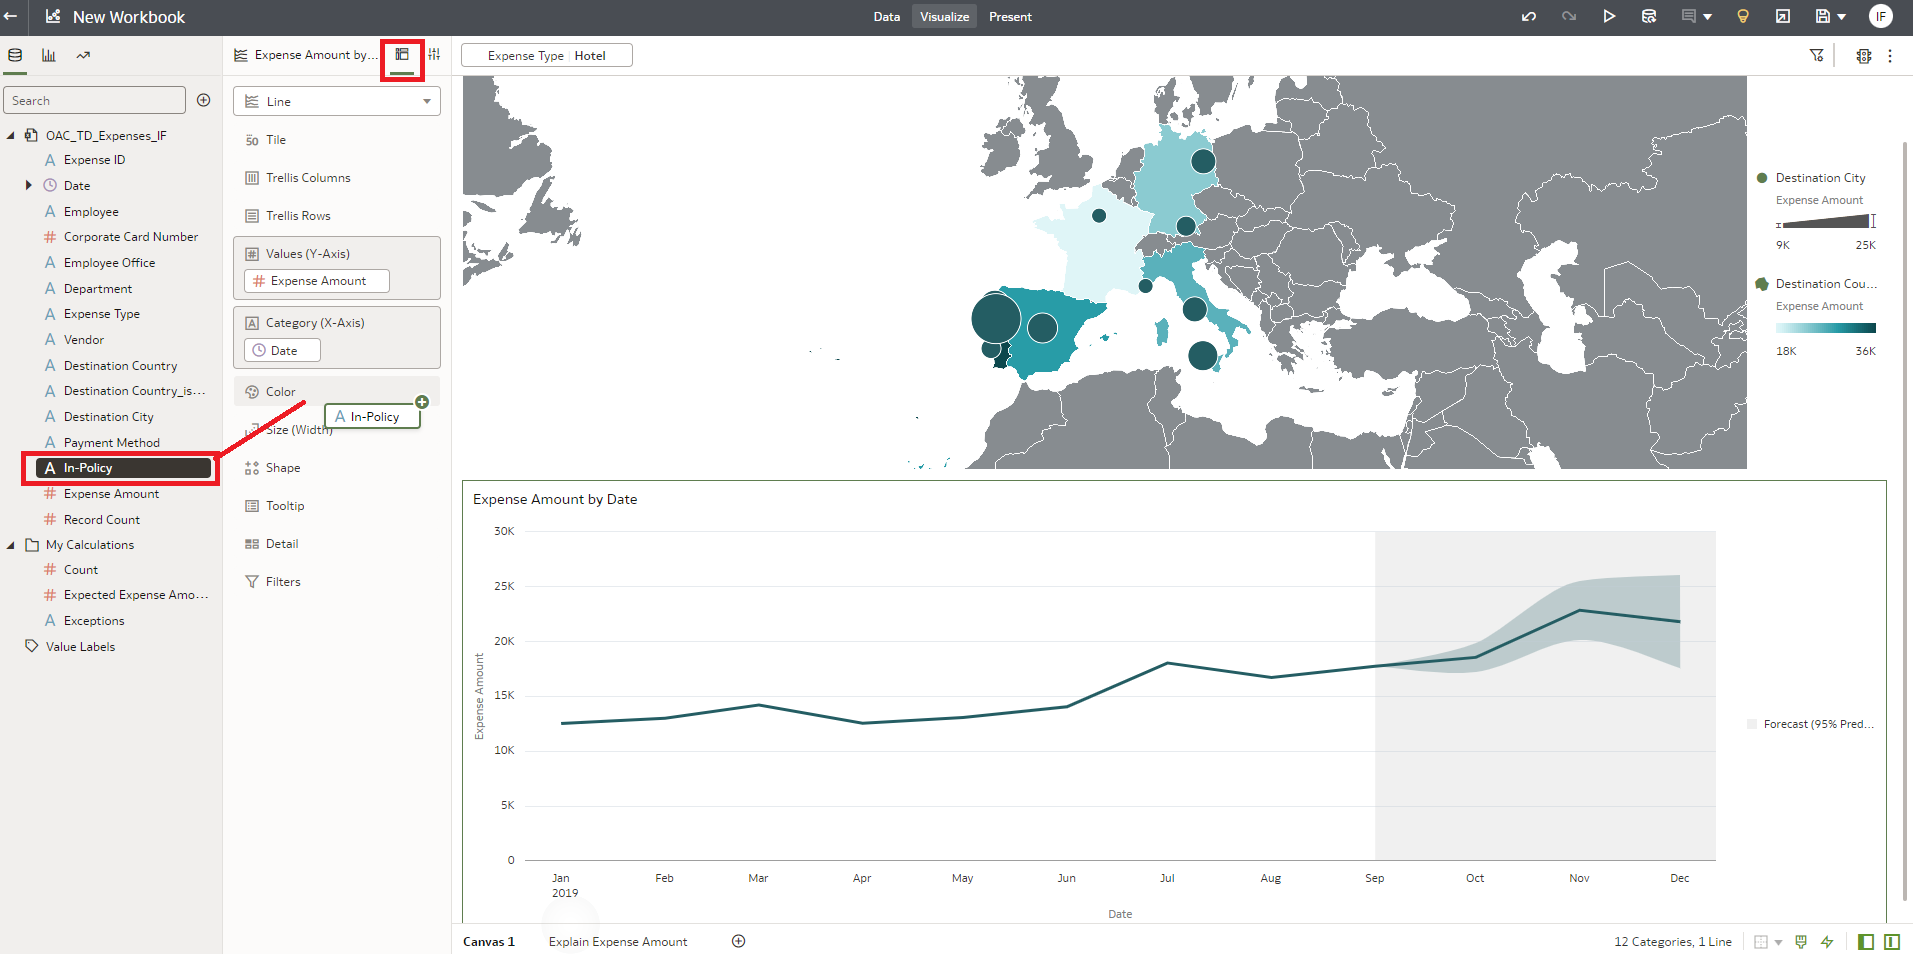 New Workbook
Data
Visualize
Present
IF
Expense Amount by...
Expense Type
Hotel
Search
Line
OAC_TD_Expenses_IF
A Expense ID
Date
A Employee
# Corporate Card Number
A Employee Office
A Department
A Expense Type
A Vendor
A Destination Country
A Destination Country_is...
A Destination City
A Payment Method
A In-Policy
# Expense Amount
# Record Count
My Calculations
# Count
# Expected Expense Amo...
A Exceptions
Value Labels
50 Tile
Trellis Columns
Trellis Rows
# Values (Y-Axis)
# Expense Amount
A Category (X-Axis)
Date
Color
A In-Policy
Size (Width)
Shape
Tooltip
Detail
Filters
Destination City
Expense Amount
9K
25K
Destination Cou...
Expense Amount
18K
36K
Expense Amount by Date
30K
25K
20K
15K
10K
5K
0
Expense Amount
Jan
2019
Feb
Mar
Apr
May
Jun
Jul
Aug
Sep
Oct
Nov
Dec
Date
Forecast (95% Pred...
Canvas 1
Explain Expense Amount
12 Categories, 1 Line